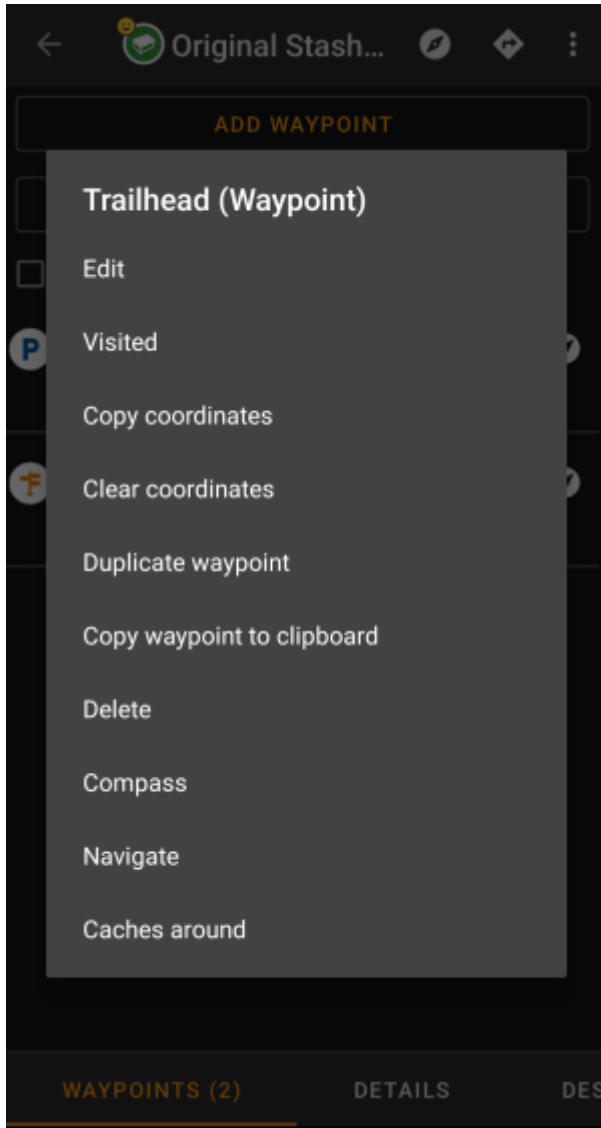 Original Stash...
ADD WAYPOINT
Trailhead (Waypoint)
Edit
Visited
P
Copy coordinates
Clear coordinates
Duplicate waypoint
Copy waypoint to clipboard
Delete
Compass
Navigate
Caches around
WAYPOINTS (2)
DETAILS
DES